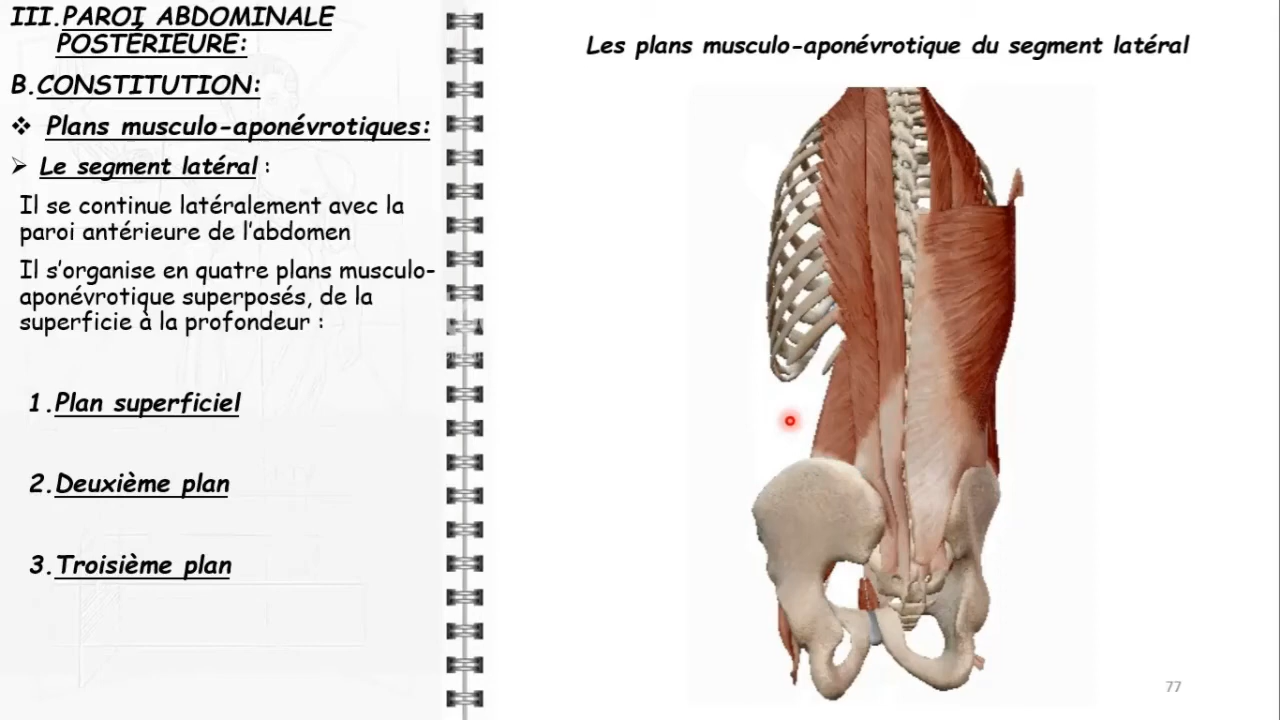 III.PAROI ABDOMINALE
POSTÉRIEURE:
B.CONSTITUTION:
❖ Plans musculo-aponévrotiques:
➢ Le segment latéral :
Il se continue latéralement avec la
paroi antérieure de l'abdomen
Il s'organise en quatre plans musculo-
aponévrotique superposés, de la
superficie à la profondeur :
1.Plan superficiel
2.Deuxième plan
3.Troisième plan
Les plans musculo-aponévrotique du segment latéral
77